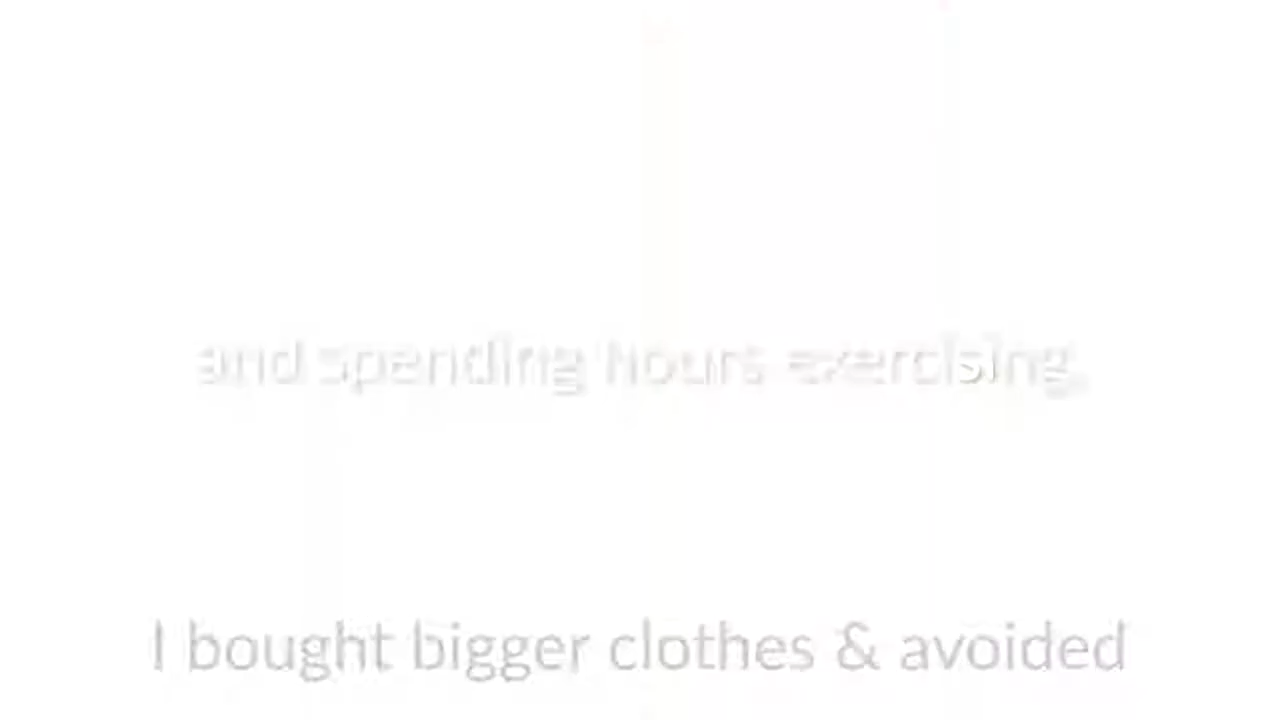 and spending hours exercising,
I bought bigger clothes & avoided